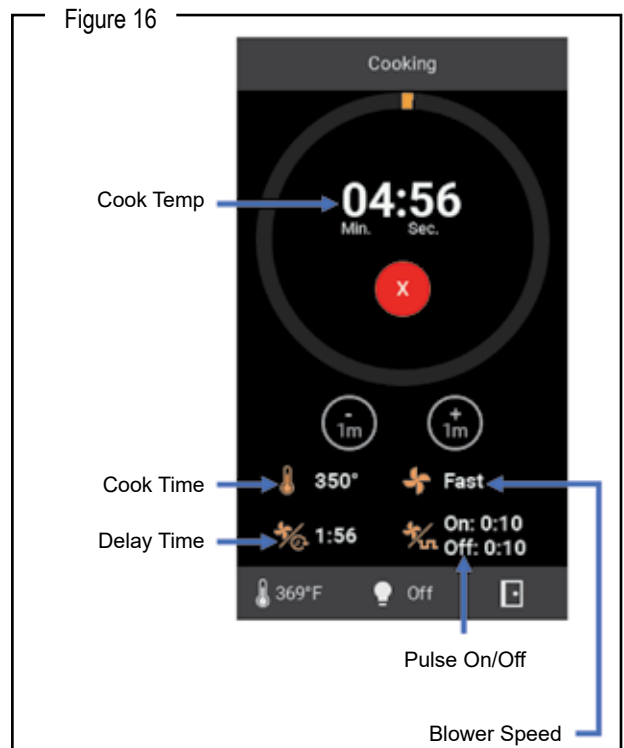 Figure 16
Cooking
Cook Temp
04:56
Min. Sec.
X
- 1m
+ 1m
Cook Time
350°
Fast
Delay Time
1:56
On: 0:10
Off: 0:10
369°F
Off
Pulse On/Off
Blower Speed